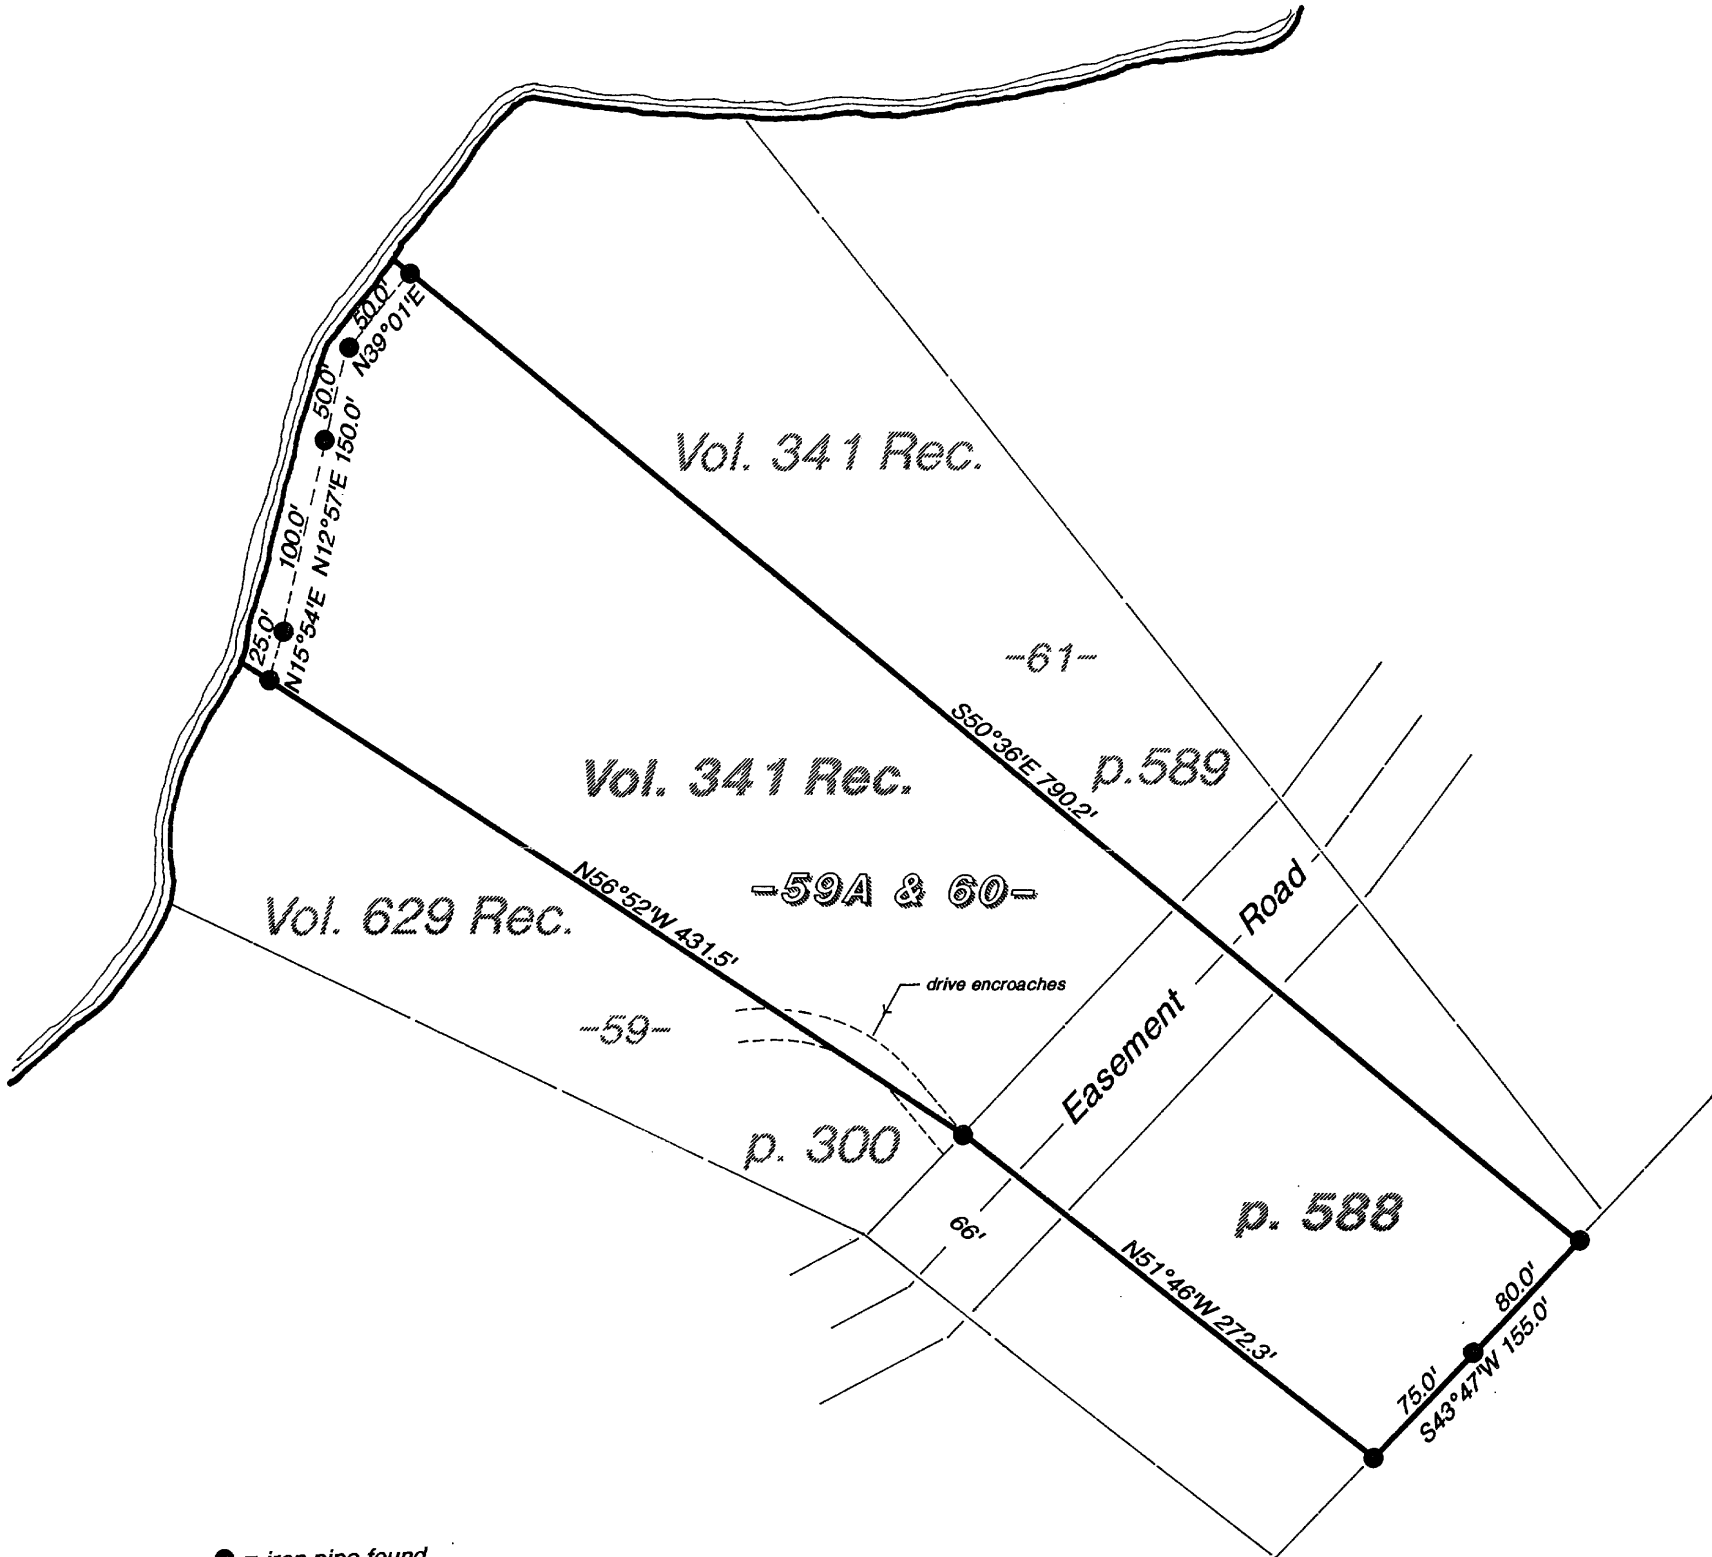 50.0'
N39°01'E
50.0'
N12°57'E 150.0'
100.0'
25.0'
N15°54'E
Vol. 341 Rec.
-61-
S50°36'E 790.2'
p.589
Vol. 341 Rec.
-59A & 60-
N56°52'W 431.5'
Vol. 629 Rec.
Road
drive encroaches
-59-
Easement
p. 300
66'
p. 588
N51°46'W 272.3'
80.0'
S43°47'W 155.0'
75.0'
= iron pipe found